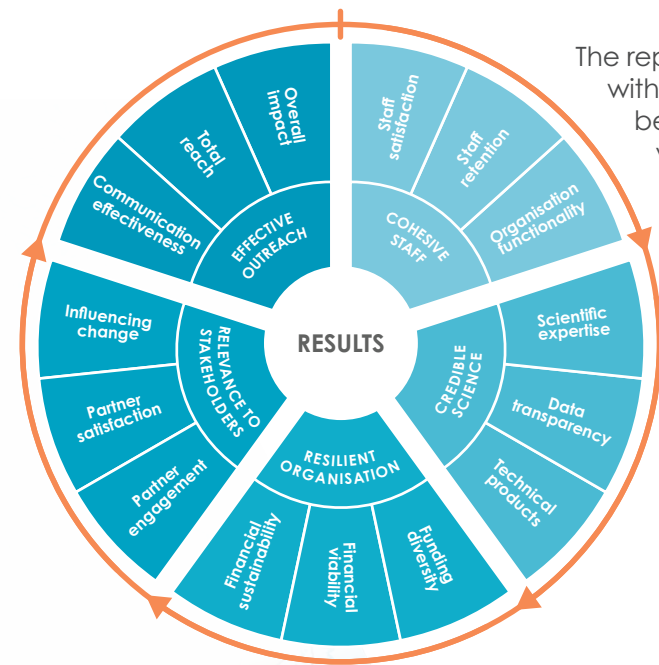 The rep
with
be
RESULTS
COHESIVE
STAFF
Staff
satisfaction
Staff
retention
Organisation
functionality
CREDIBLE
SCIENCE
Scientific
expertise
Data
transparency
Technical
products
RESILIENT
ORGANISATION
Funding
diversity
Financial
viability
Financial
sustainability
RELEVANCE TO
STAKEHOLDERS
Partner
engagement
Partner
satisfaction
Influencing
change
EFFECTIVE
OUTREACH
Communication
effectiveness
Total
reach
Overall
impact